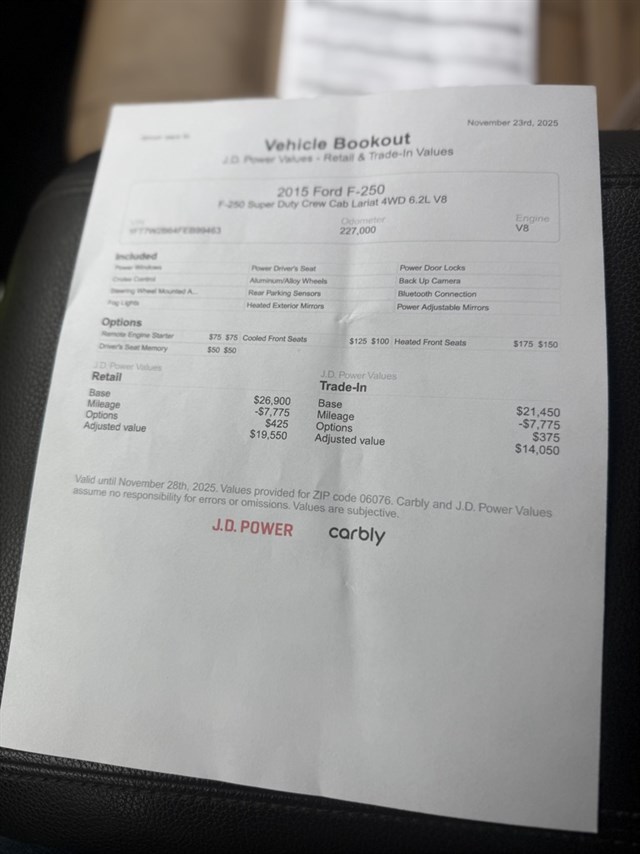 November 23rd, 2025
Vehicle Bookout
J.D. Power Values - Retail & Trade-In Values
2015 Ford F-250
F-250 Super Duty Crew Cab Lariat 4WD 6.2L V8
Odometer Engine
227,000 V8
Included
Power Windows Power Driver's Seat Power Door Locks
Cruise Control Aluminum/Alloy Wheels Back Up Camera
Steering Wheel Mounted A... Rear Parking Sensors Bluetooth Connection
Fog Lights Heated Exterior Mirrors Power Adjustable Mirrors
Options
Remote Engine Starter $75 $75 Cooled Front Seats $125 $100 Heated Front Seats $175 $150
Driver's Seat Memory $50 $50
J.D. Power Values J.D. Power Values
Retail Trade-In
Base $26,900 Base $21,450
Mileage -$7,775 Mileage -$7,775
Options $425 Options $375
Adjusted value $19,550 Adjusted value $14,050
Valid until November 28th, 2025. Values provided for ZIP code 06076. Carbly and J.D. Power Values
assume no responsibility for errors or omissions. Values are subjective.
J.D. POWER carbly